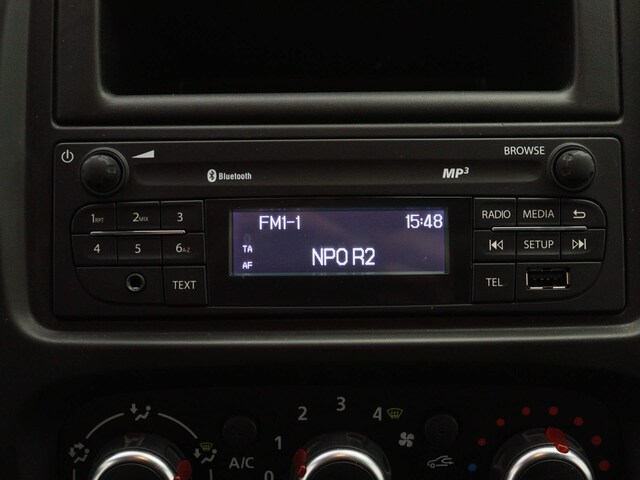 BROWSE
Bluetooth
MP3
1RPT 2MIX 3
4 5 6A-Z
TEXT
FM1-1 15:48
TA
AF
NPO R2
RADIO MEDIA
SETUP
TEL
0 1 2 3 4
A/C